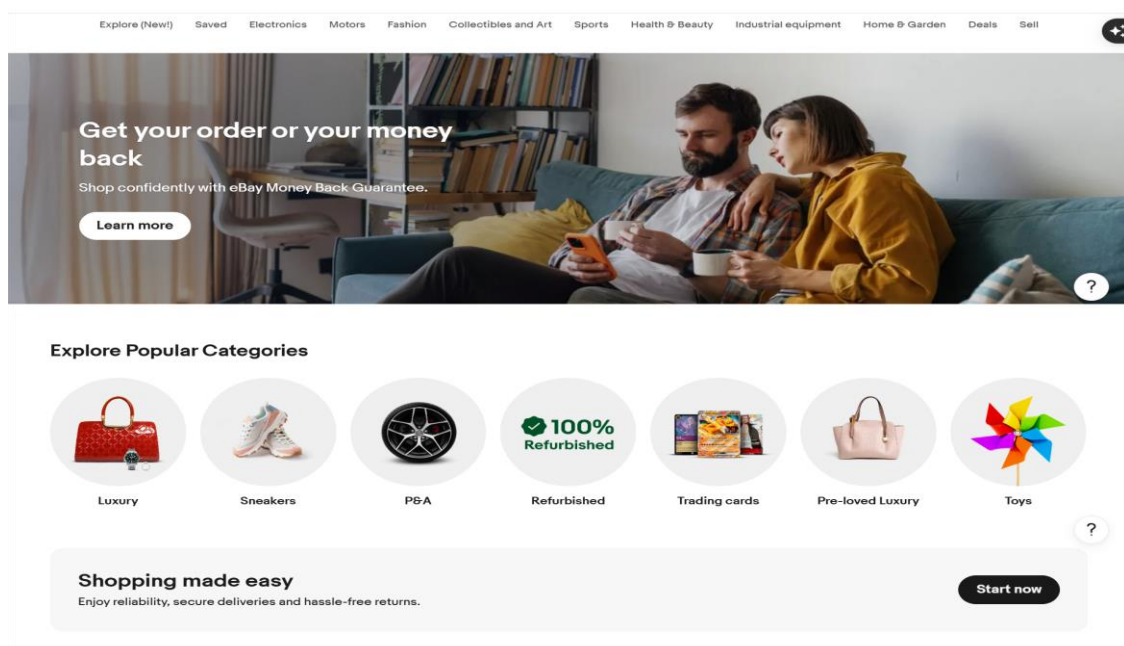 Explore (New!) Saved Electronics Motors Fashion Collectibles and Art Sports Health & Beauty Industrial equipment Home & Garden Deals Sell
Get your order or your money
back
Shop confidently with eBay Money Back Guarantee.
Learn more
?
Explore Popular Categories
100%
Refurbished
Luxury Sneakers P&A Refurbished Trading cards Pre-loved Luxury Toys
?
Shopping made easy
Enjoy reliability, secure deliveries and hassle-free returns.
Start now